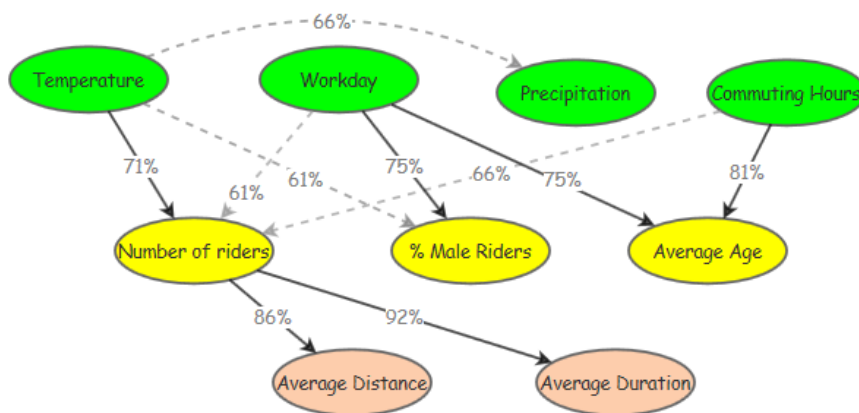 66%
Temperature
Workday
Precipitation
Commuting Hours
71%
61%
61%
75%
66%
75%
81%
Number of riders
% Male Riders
Average Age
86%
92%
Average Distance
Average Duration